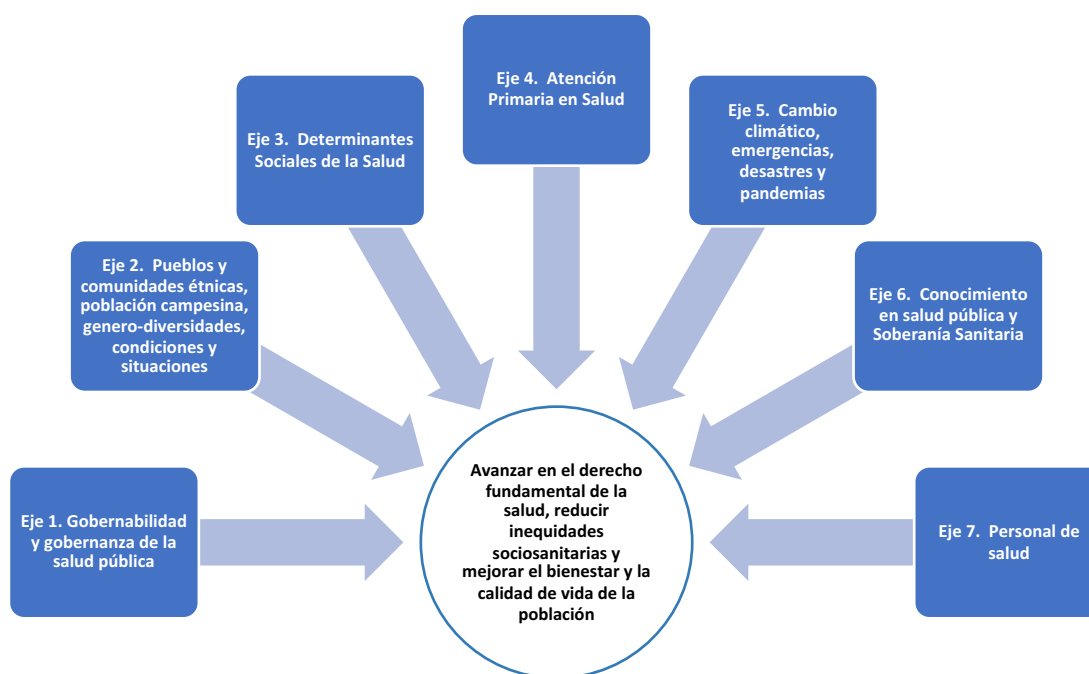 Eje 1. Gobernabilidad
y gobernanza de la
salud pública
Eje 2. Pueblos y
comunidades étnicas,
población campesina,
genero-diversidades,
condiciones y
situaciones
Eje 3. Determinantes
Sociales de la Salud
Eje 4. Atención
Primaria en Salud
Eje 5. Cambio
climático,
emergencias,
desastres y
pandemias
Eje 6. Conocimiento
en salud pública y
Soberanía Sanitaria
Eje 7. Personal de
salud
Avanzar en el derecho
fundamental de la
salud, reducir
inequidades
sociosanitarias y
mejorar el bienestar y la
calidad de vida de la
población